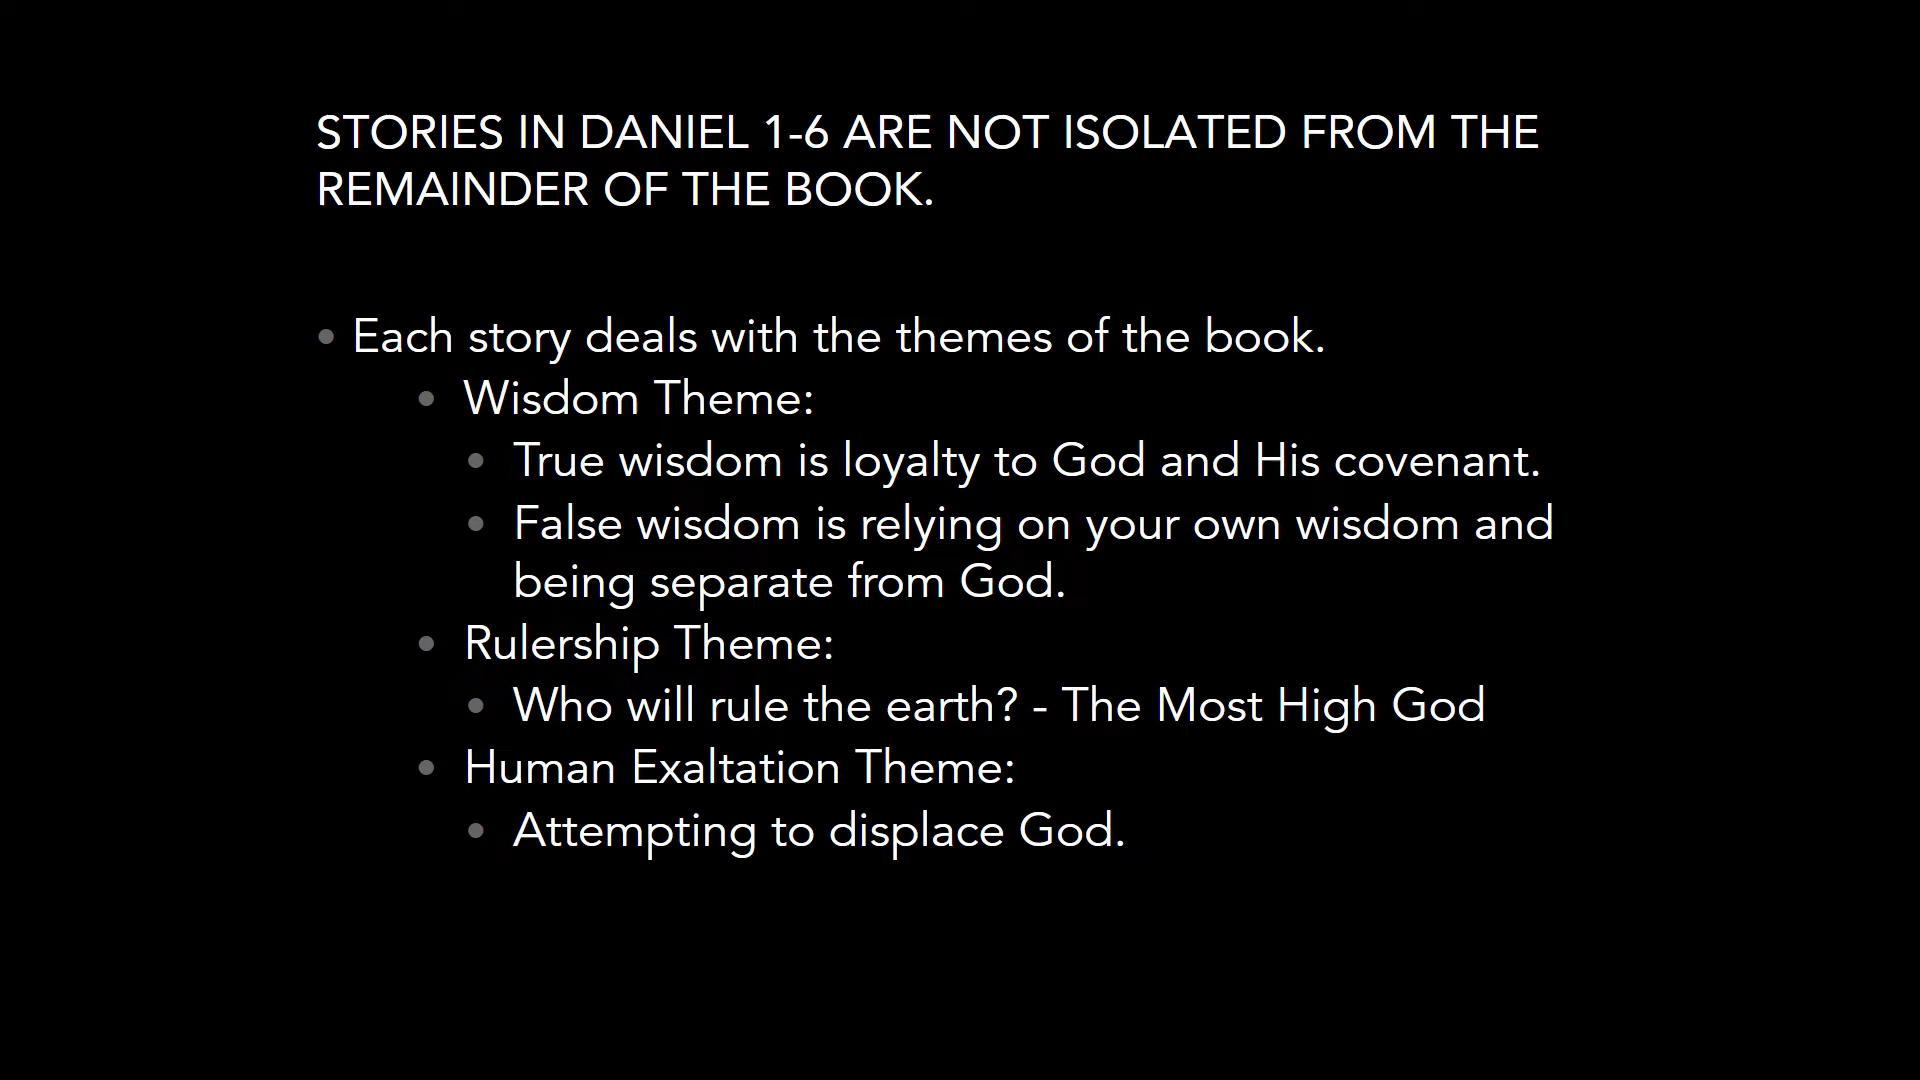 STORIES IN DANIEL 1-6 ARE NOT ISOLATED FROM THE
REMAINDER OF THE BOOK.
• Each story deals with the themes of the book.
• Wisdom Theme:
• True wisdom is loyalty to God and His covenant.
• False wisdom is relying on your own wisdom and
being separate from God.
• Rulership Theme:
• Who will rule the earth? - The Most High God
• Human Exaltation Theme:
• Attempting to displace God.